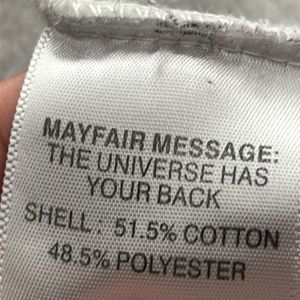 MAYFAIR MESSAGE:
THE UNIVERSE HAS
YOUR BACK
SHELL: 51.5% COTTON
48.5% POLYESTER